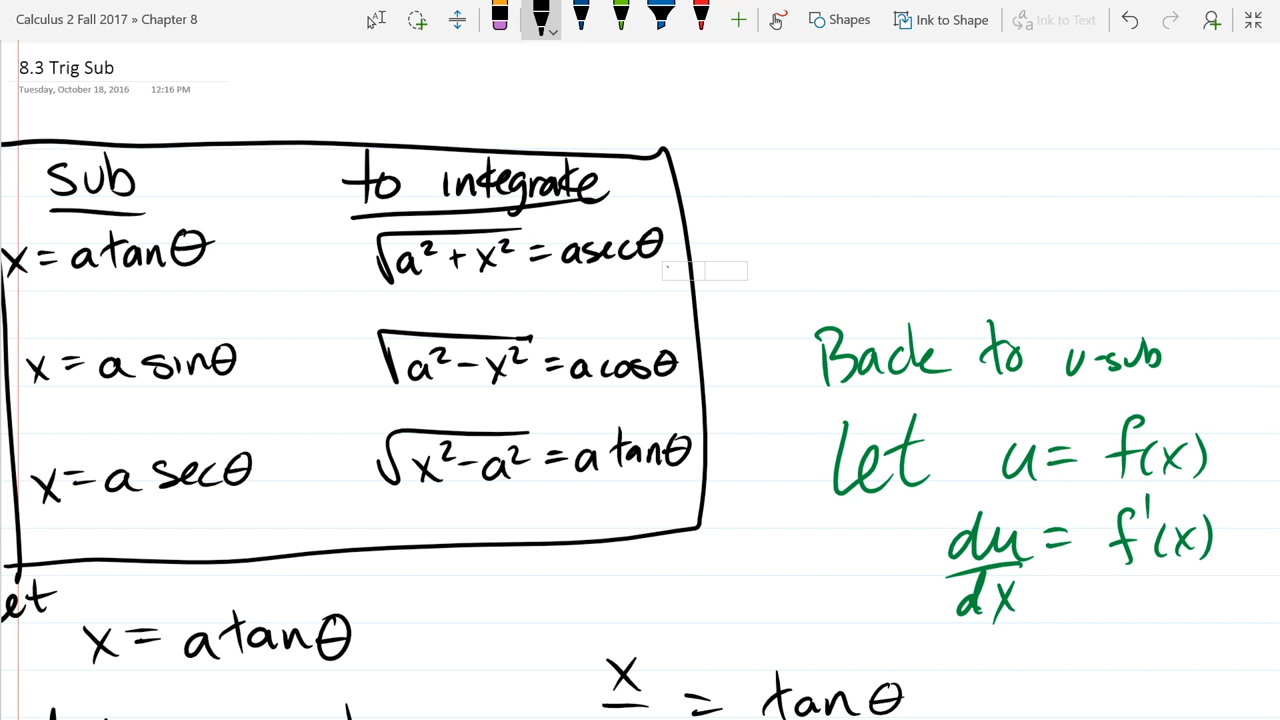 Calculus 2 Fall 2017 » Chapter 8
Shapes
Ink to Shape
Ink to Text
8.3 Trig Sub
Tuesday, October 18, 2016 12:16 PM
Sub to integrate
x = a tanθ √a² + x² = a secθ
x = a sinθ √a² − x² = a cosθ
x = a secθ √x² − a² = a tanθ
Back to u-sub
Let u = f(x)
du/dx = f'(x)
et
x = a tanθ
x
= tanθ